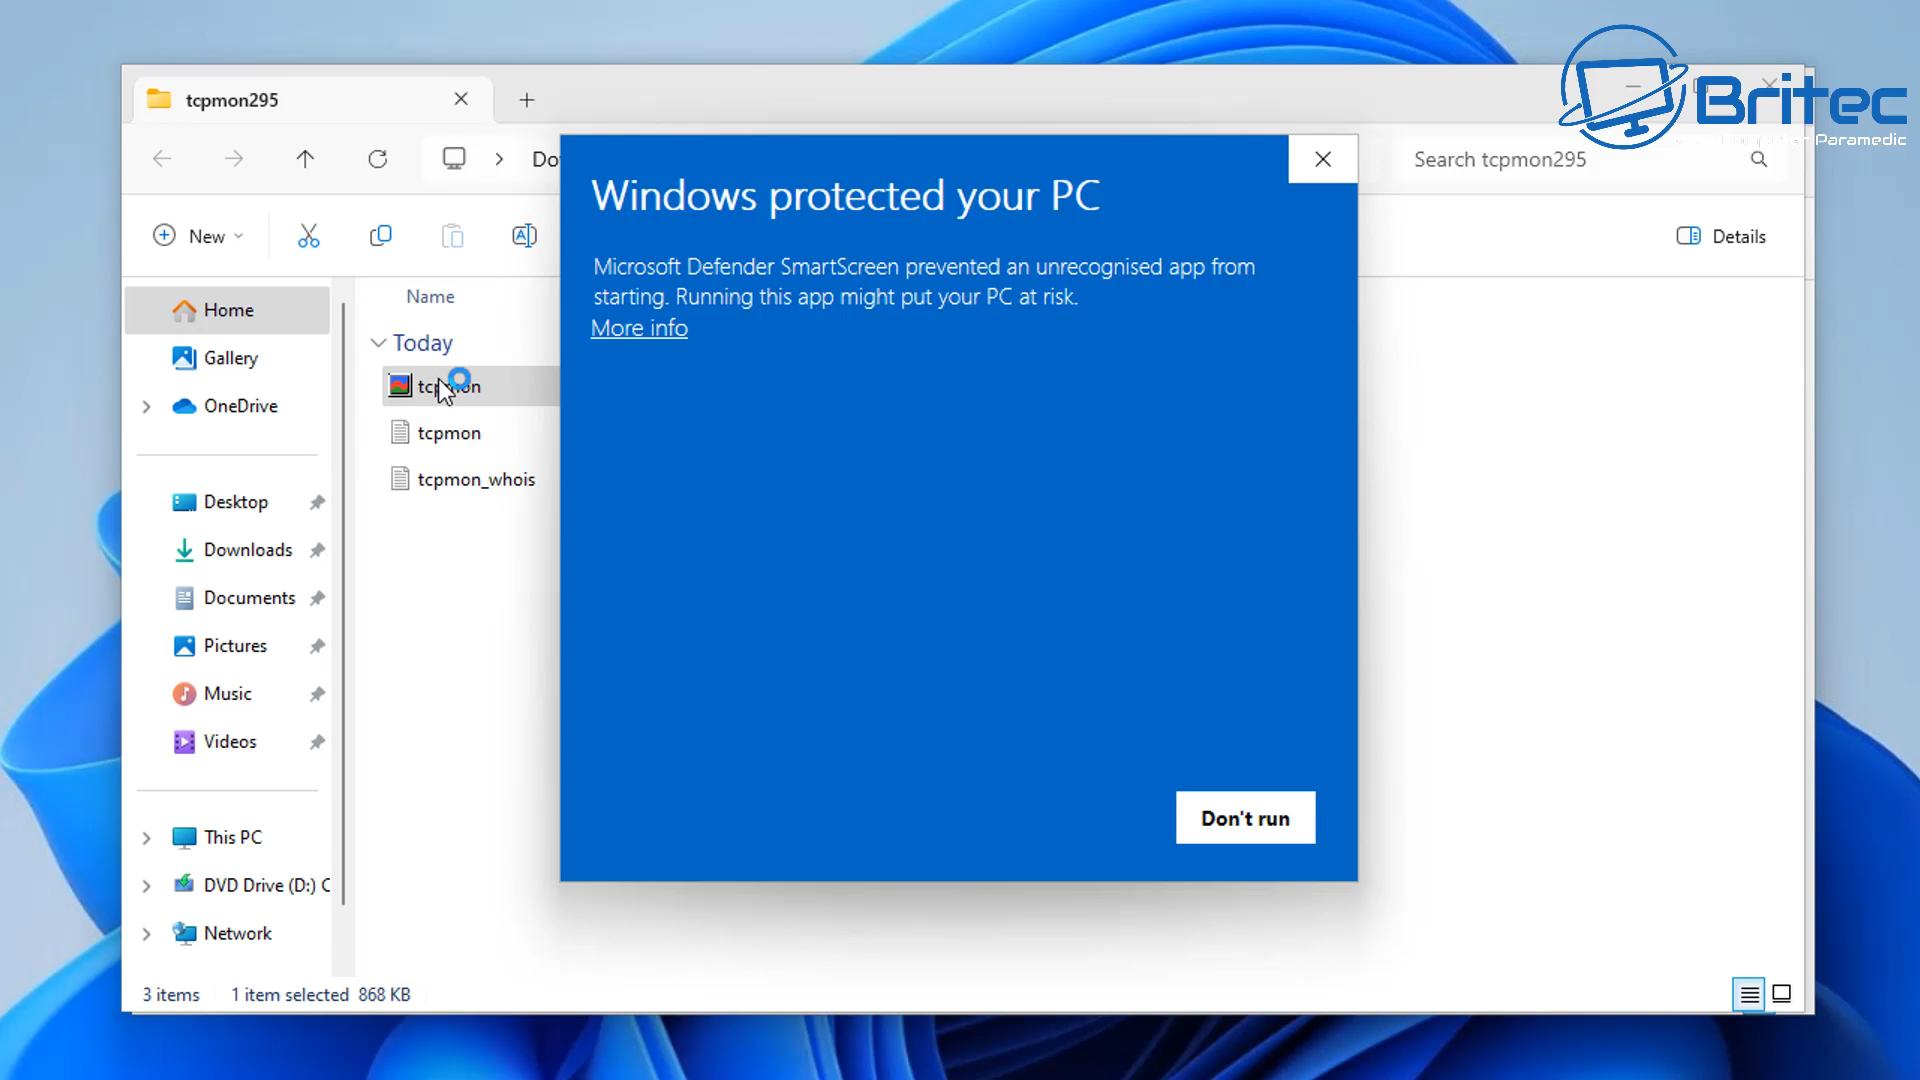 tcpmon295
Britec
Computer Paramedic
Do
Search tcpmon295
New
Details
Windows protected your PC
Microsoft Defender SmartScreen prevented an unrecognised app from
starting. Running this app might put your PC at risk.
More info
Don't run
Home
Gallery
OneDrive
Desktop
Downloads
Documents
Pictures
Music
Videos
This PC
DVD Drive (D:) C
Network
Name
Today
tcpmon
tcpmon
tcpmon_whois
3 items
1 item selected 868 KB